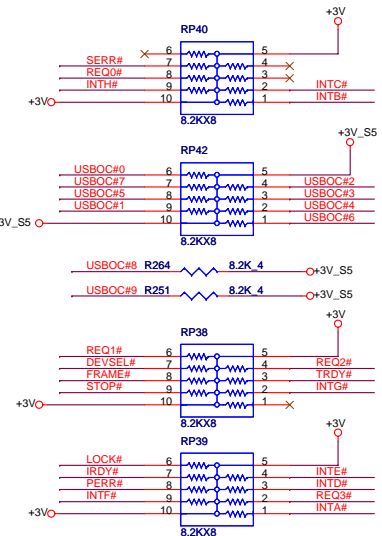 RP40
+3V
6 5
SERR# 7 4
REQ0# 8 3
INTH# 9 2 INTC#
+3V 10 1 INTB#
8.2KX8
+3V_S5
RP42
USBOC#0 6 5
USBOC#7 7 4 USBOC#2
USBOC#5 8 3 USBOC#3
USBOC#1 9 2 USBOC#4
3V_S5 10 1 USBOC#6
8.2KX8
USBOC#8 R264 8.2K_4 +3V_S5
USBOC#9 R251 8.2K_4 +3V_S5
+3V
RP38
REQ1# 6 5
DEVSEL# 7 4 REQ2#
FRAME# 8 3 TRDY#
STOP# 9 2 INTG#
+3V 10 1
8.2KX8
+3V
RP39
LOCK# 6 5
IRDY# 7 4 INTE#
PERR# 8 3 INTD#
INTF# 9 2 REQ3#
+3V 10 1 INTA#
8.2KX8